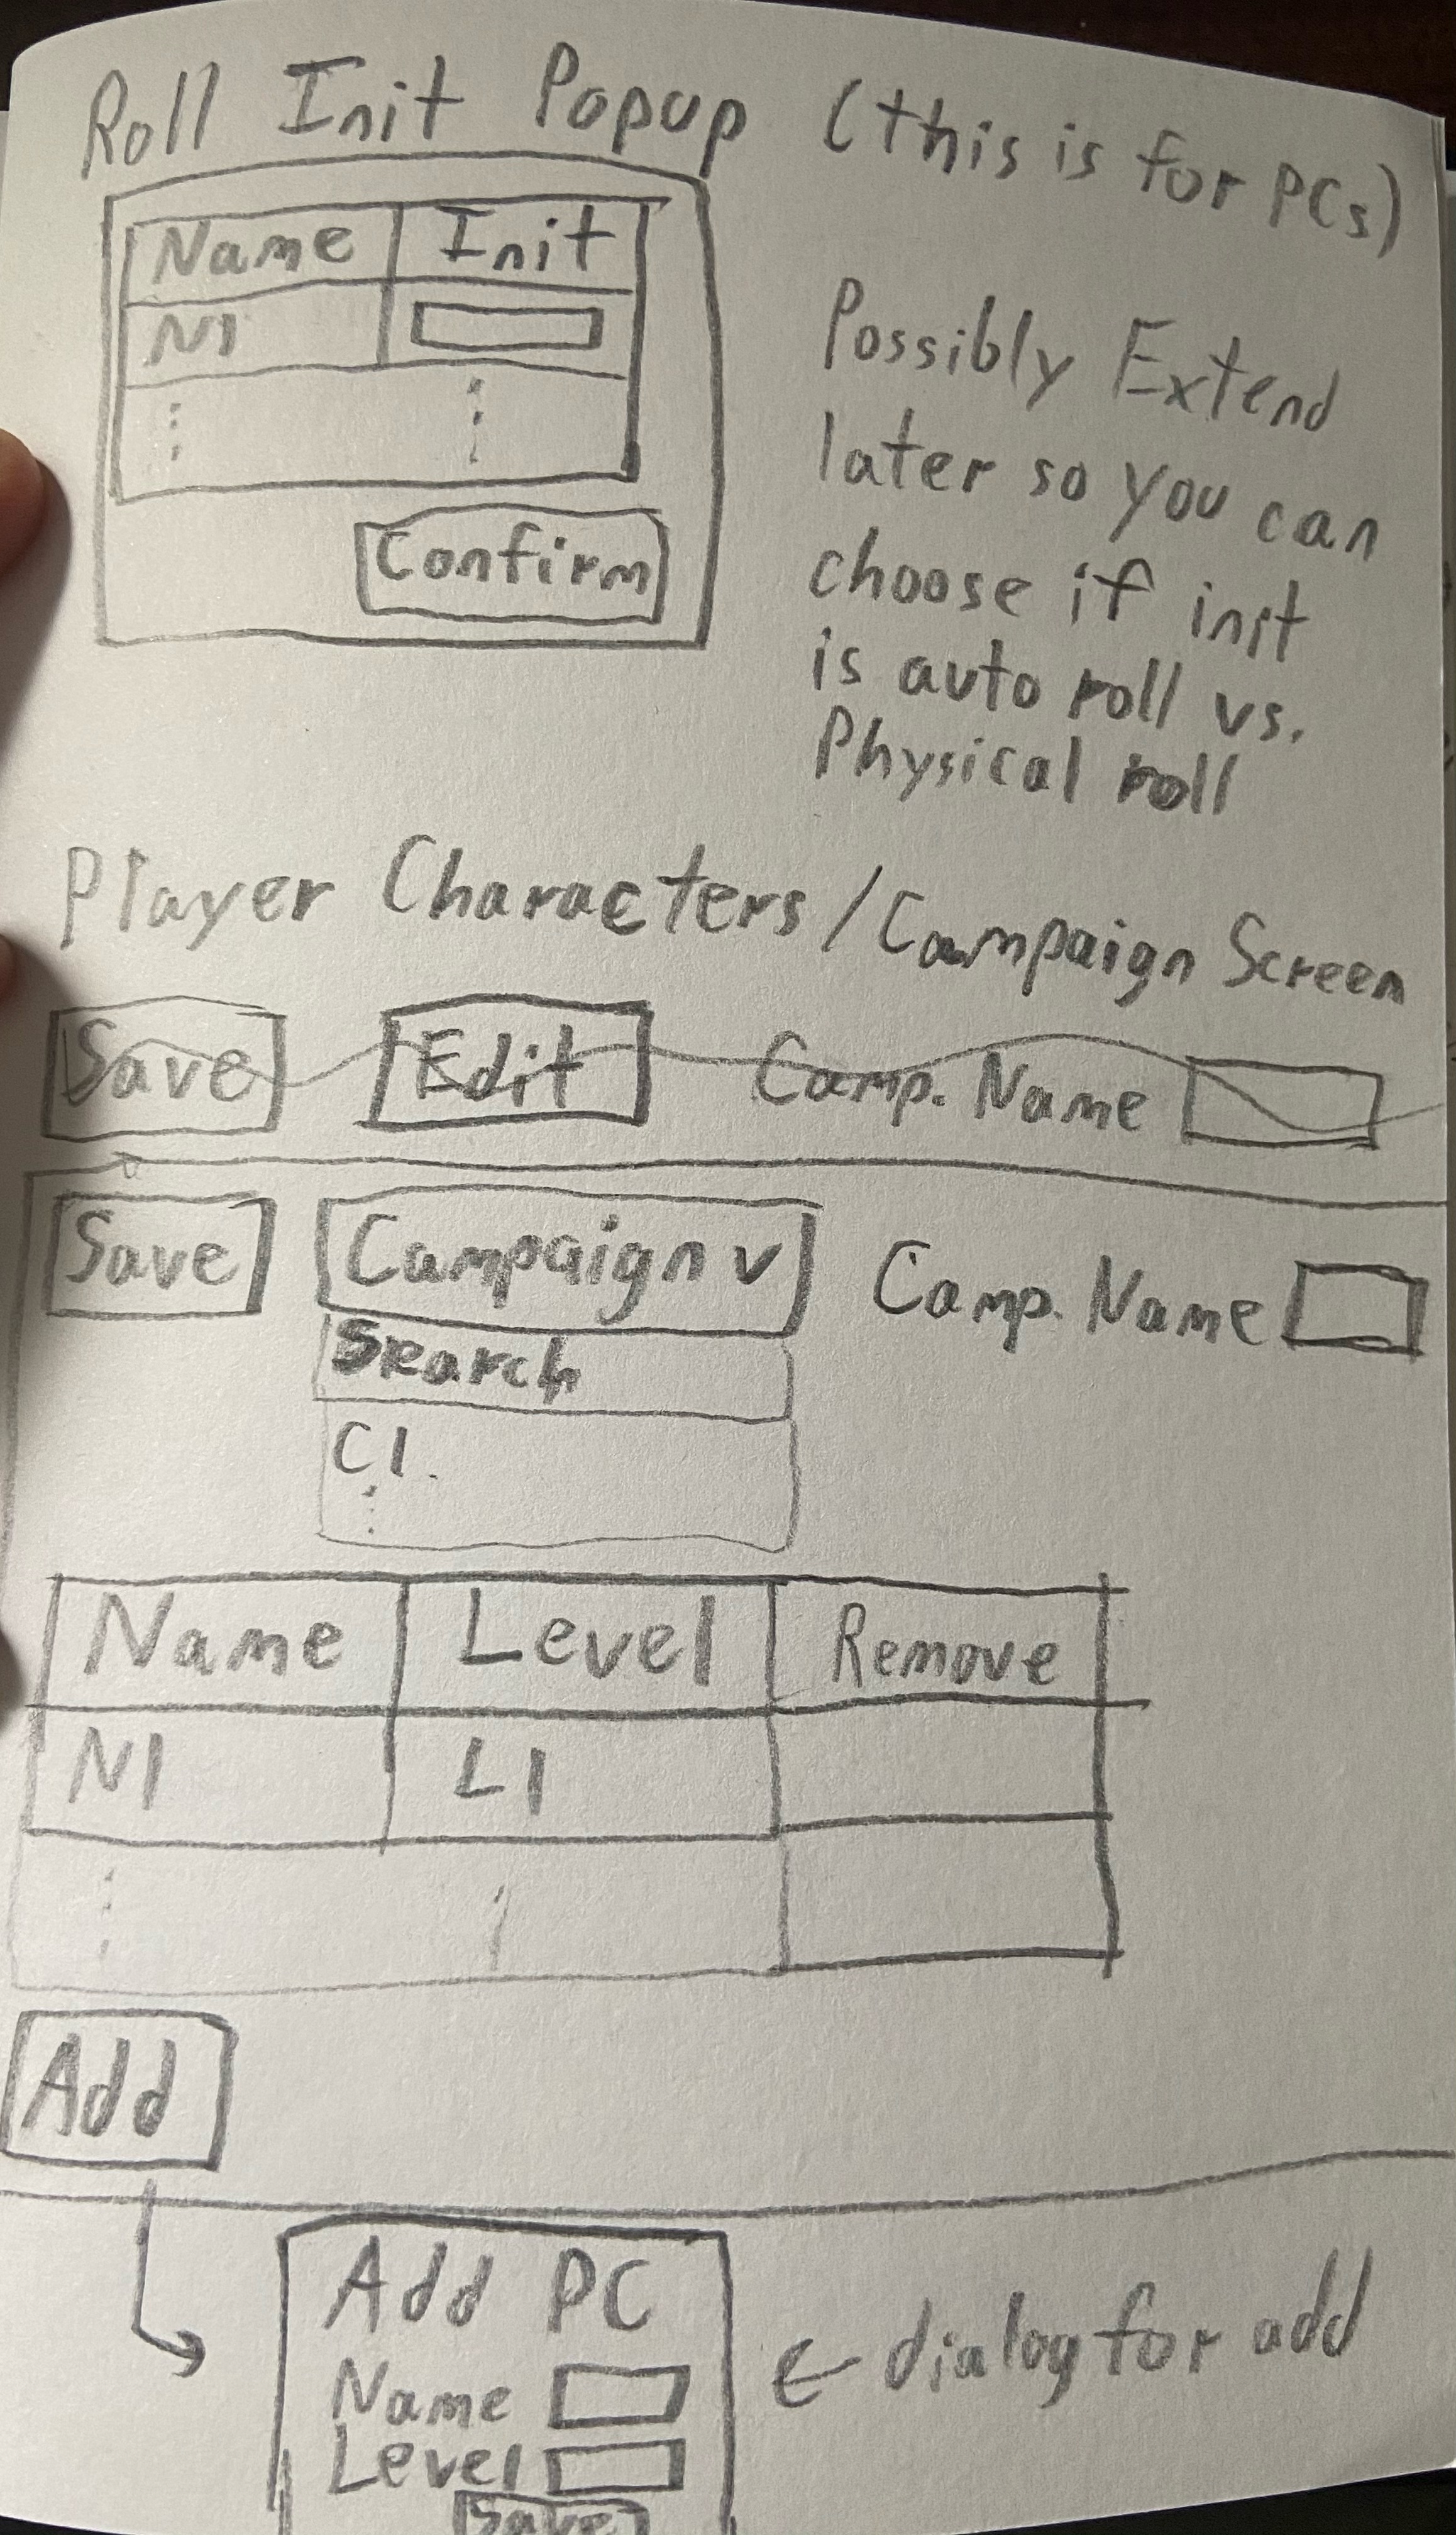 Roll Init Popup (this is for PCs)
Name Init
N1
Confirm
Possibly Extend
later so you can
choose if init
is auto roll vs.
Physical roll
Player Characters / Campaign Screen
Save Edit Camp. Name
Save Campaign v Camp. Name
Search
C1
Name Level Remove
N1 L1
Add
Add PC
Name
Level
Save
← dialog for add